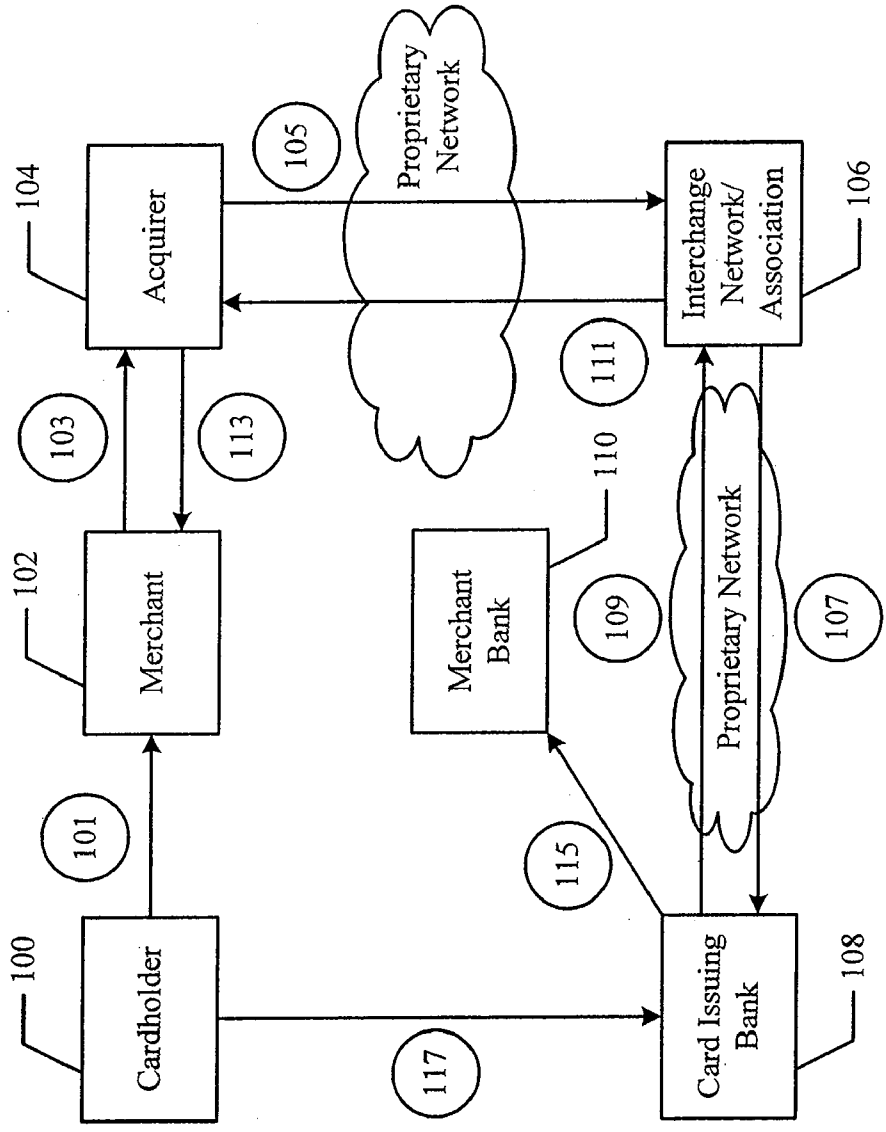 100
Cardholder
101
102
Merchant
103
113
104
Acquirer
105
Proprietary
Network
111
117
115
Merchant
Bank
110
109
Card Issuing
Bank
108
Proprietary Network
107
Interchange
Network/
Association
106